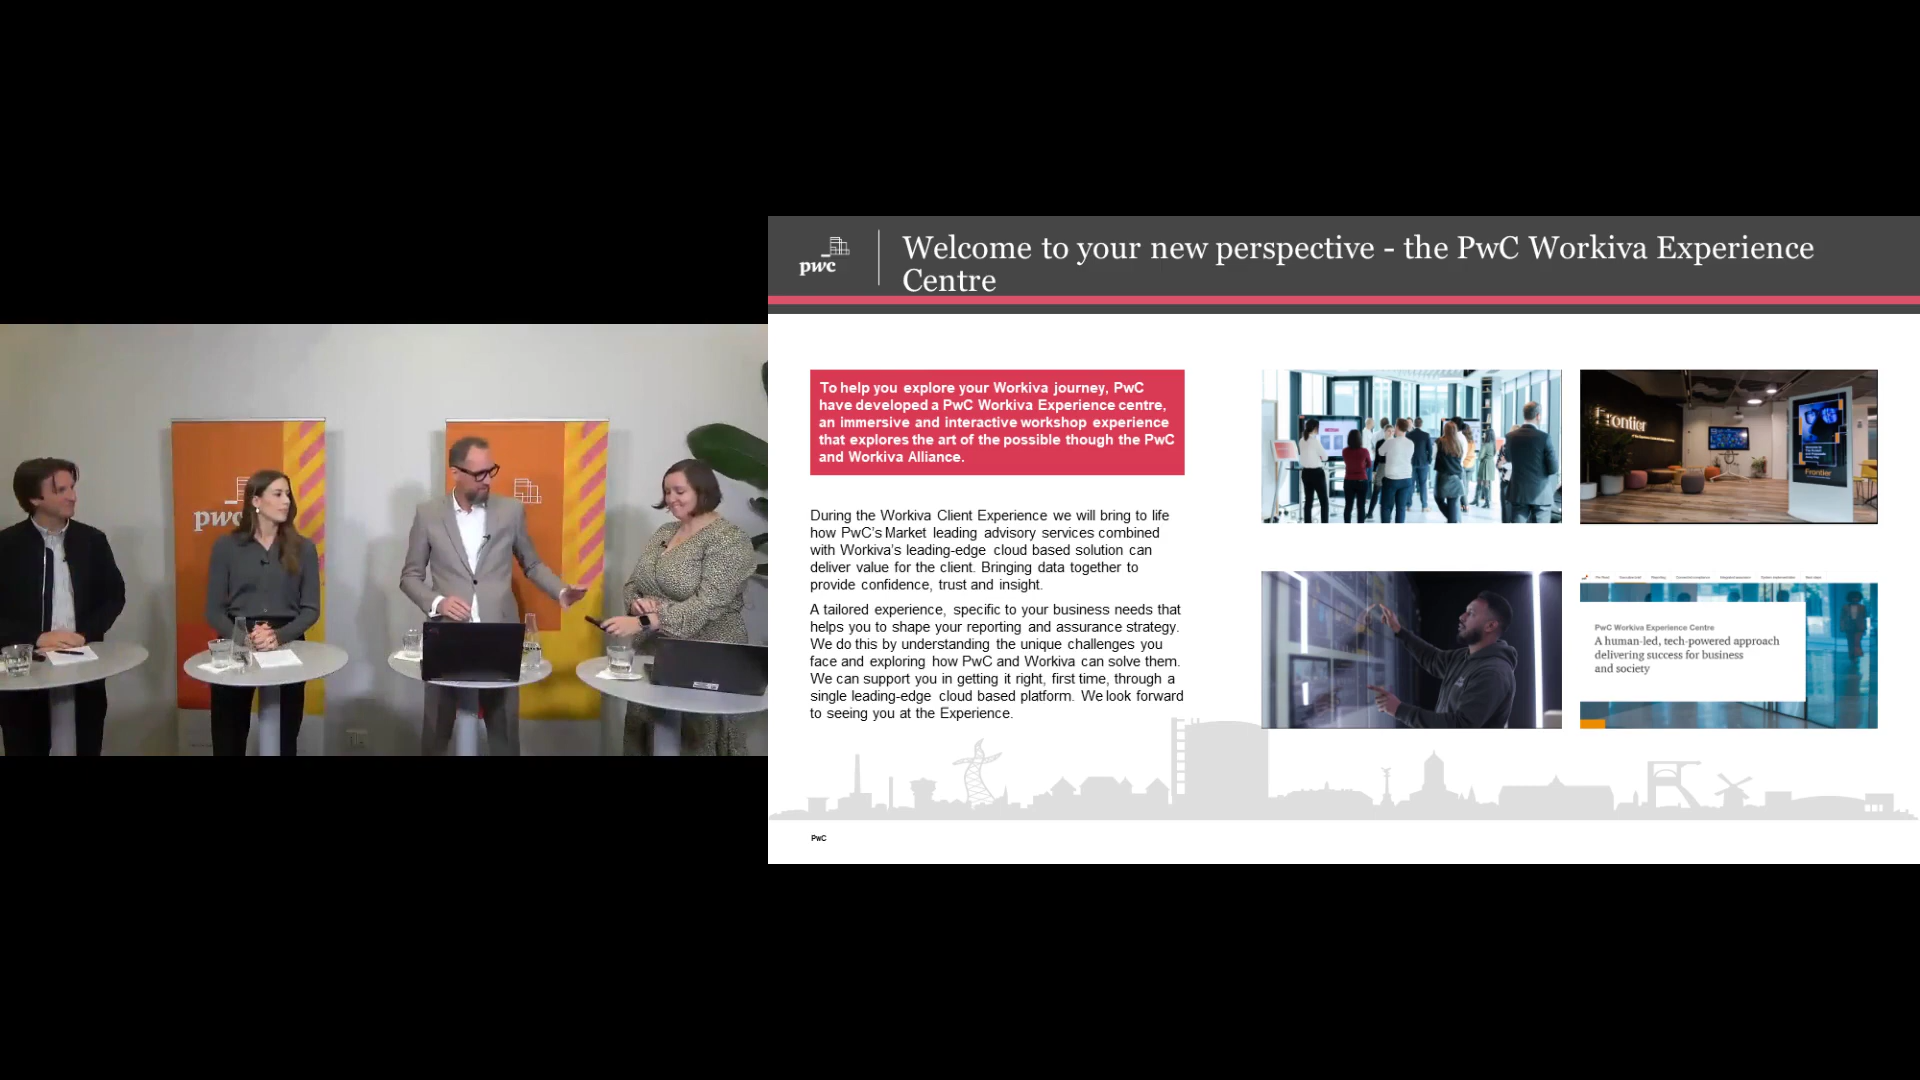 pwc
Welcome to your new perspective - the PwC Workiva Experience
Centre
To help you explore your Workiva journey, PwC
have developed a PwC Workiva Experience centre,
an immersive and interactive workshop experience
that explores the art of the possible though the PwC
and Workiva Alliance.
During the Workiva Client Experience we will bring to life
how PwC's Market leading advisory services combined
with Workiva's leading-edge cloud based solution can
deliver value for the client. Bringing data together to
provide confidence, trust and insight.
A tailored experience, specific to your business needs that
helps you to shape your reporting and assurance strategy.
We do this by understanding the unique challenges you
face and exploring how PwC and Workiva can solve them.
We can support you in getting it right, first time, through a
single leading-edge cloud based platform. We look forward
to seeing you at the Experience.
Frontier
Frontier
PwC Workiva Experience Centre
A human-led, tech-powered approach
delivering success for business
and society
PwC
pwc